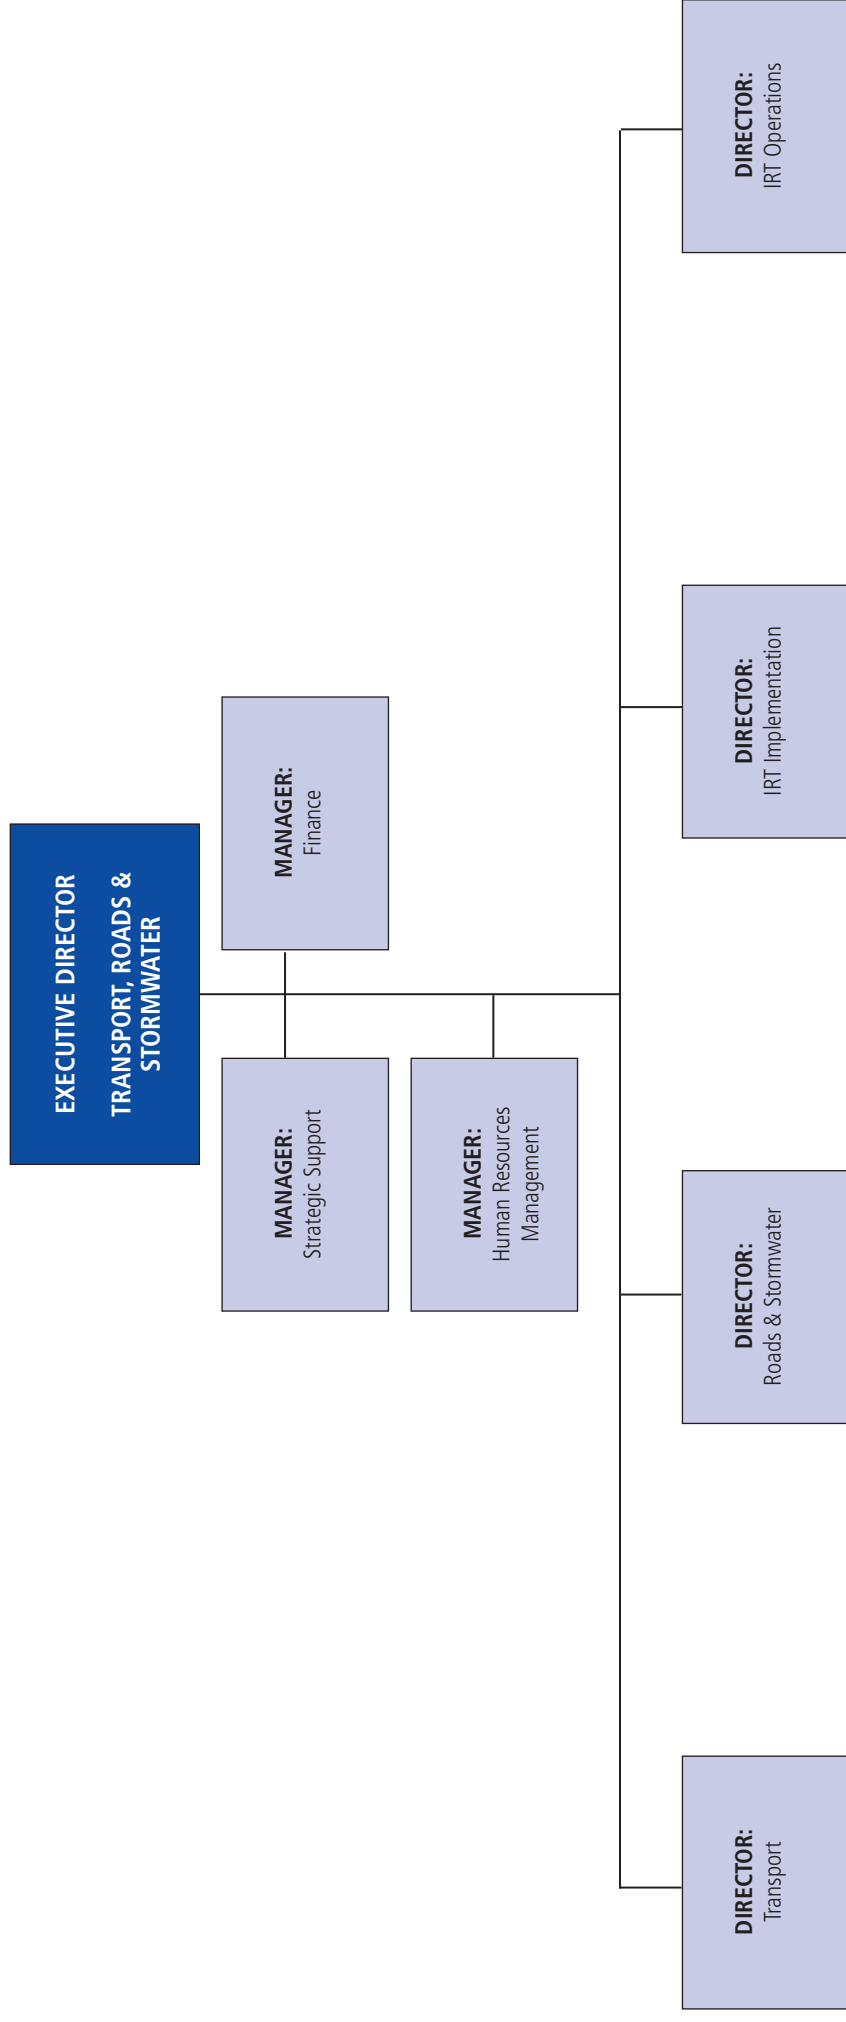 EXECUTIVE DIRECTOR
TRANSPORT, ROADS &
STORMWATER
MANAGER:
Strategic Support
MANAGER:
Finance
MANAGER:
Human Resources
Management
DIRECTOR:
Transport
DIRECTOR:
Roads & Stormwater
DIRECTOR:
IRT Implementation
DIRECTOR:
IRT Operations